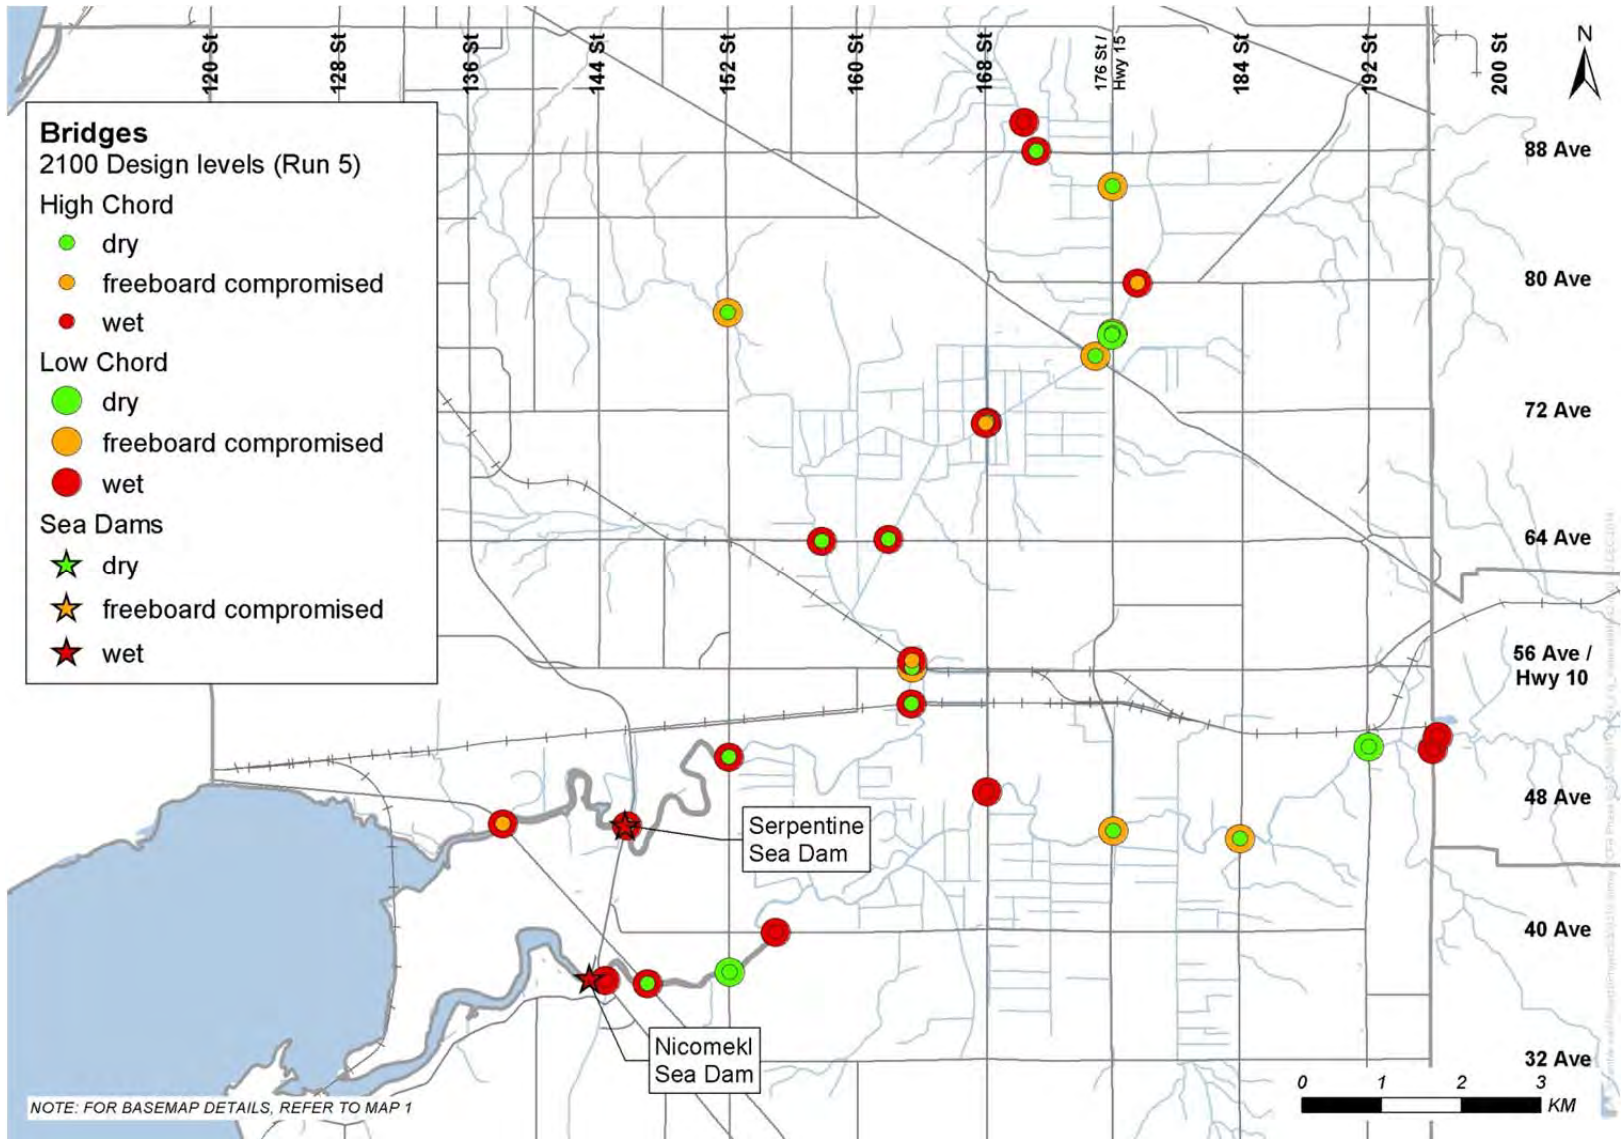 120 St
128 St
136 St
144 St
152 St
160 St
168 St
176 St /
Hwy 15
184 St
192 St
200 St
N
Bridges
2100 Design levels (Run 5)
High Chord
dry
freeboard compromised
wet
Low Chord
dry
freeboard compromised
wet
Sea Dams
dry
freeboard compromised
wet
88 Ave
80 Ave
72 Ave
64 Ave
56 Ave /
Hwy 10
48 Ave
40 Ave
32 Ave
Serpentine
Sea Dam
Nicomekl
Sea Dam
0 1 2 3
KM
NOTE: FOR BASEMAP DETAILS, REFER TO MAP 1